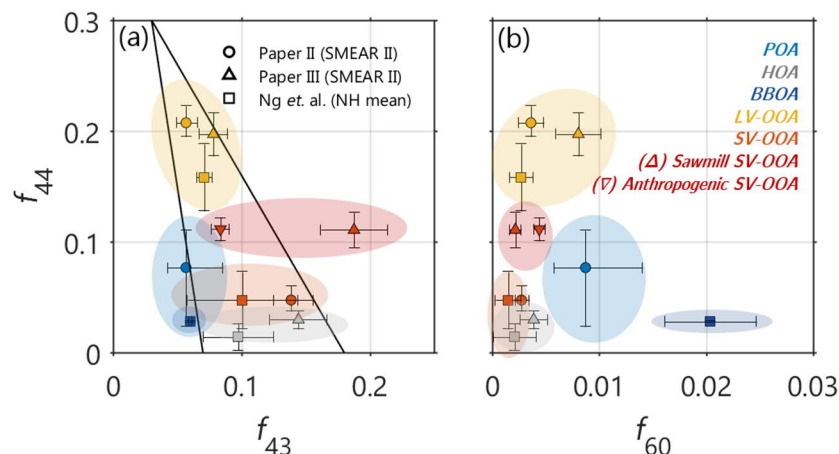 (a)
Paper II (SMEAR II)
Paper III (SMEAR II)
Ng et. al. (NH mean)
0.3
0.2
0.1
0
f44
0
0.1
0.2
f43
(b)
POA
HOA
BBOA
LV-OOA
SV-OOA
(Δ) Sawmill SV-OOA
(∇) Anthropogenic SV-OOA
0
0.01
0.02
0.03
f60